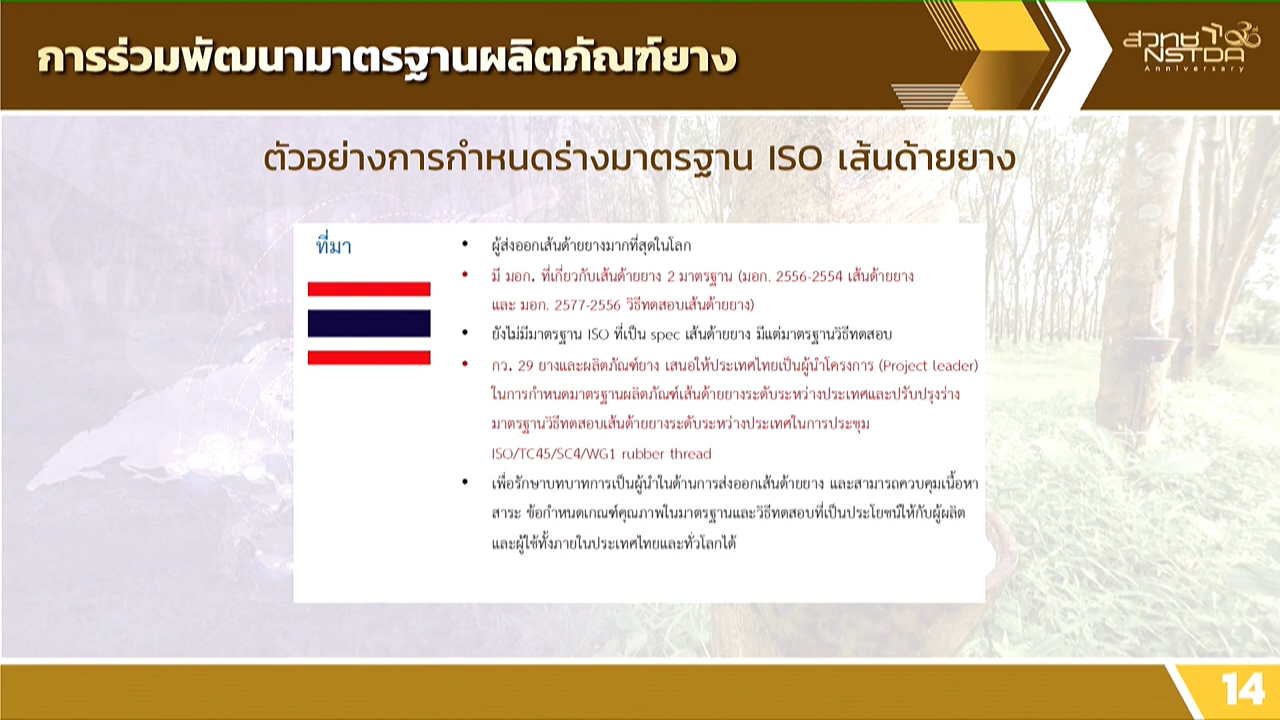 การร่วมพัฒนามาตรฐานผลิตภัณฑ์ยาง
สวทช
NSTDA
Anniversary
ตัวอย่างการกำหนดร่างมาตรฐาน ISO เส้นด้ายยาง
ที่มา
• ผู้ส่งออกเส้นด้ายยางมากที่สุดในโลก
• มี มอก. ที่เกี่ยวกับเส้นด้ายยาง 2 มาตรฐาน (มอก. 2556-2554 เส้นด้ายยาง
และ มอก. 2577-2556 วิธีทดสอบเส้นด้ายยาง)
• ยังไม่มีมาตรฐาน ISO ที่เป็น spec เส้นด้ายยาง มีแต่มาตรฐานวิธีทดสอบ
• กว. 29 ยางและผลิตภัณฑ์ยาง เสนอให้ประเทศไทยเป็นผู้นำโครงการ (Project leader)
ในการกำหนดมาตรฐานผลิตภัณฑ์เส้นด้ายยางระดับระหว่างประเทศและปรับปรุงร่าง
มาตรฐานวิธีทดสอบเส้นด้ายยางระดับระหว่างประเทศในการประชุม
ISO/TC45/SC4/WG1 rubber thread
• เพื่อรักษาบทบาทการเป็นผู้นำในด้านการส่งออกเส้นด้ายยาง และสามารถควบคุมเนื้อหา
สาระ ข้อกำหนดเกณฑ์คุณภาพในมาตรฐานและวิธีทดสอบที่เป็นประโยชน์ให้กับผู้ผลิต
และผู้ใช้ทั้งภายในประเทศไทยและทั่วโลกได้
14